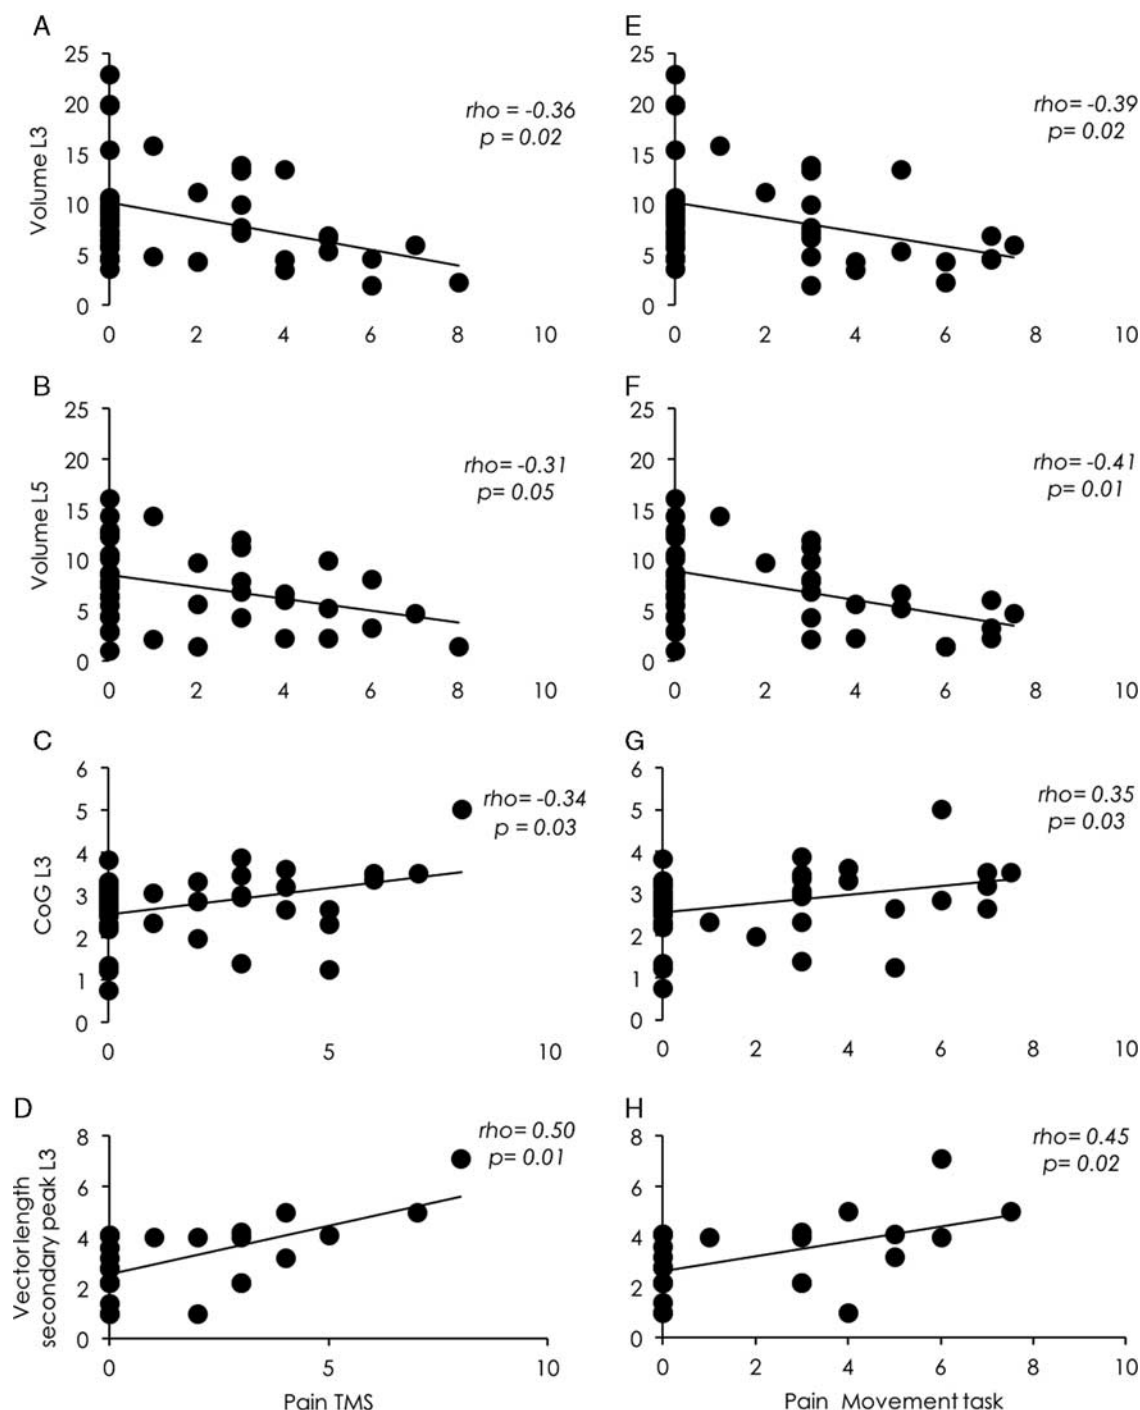 A
25
20
15
10
5
0
Volume L3
rho = -0.36
p = 0.02
0 2 4 6 8 10
E
25
20
15
10
5
0
rho= -0.39
p= 0.02
0 2 4 6 8 10
B
25
20
15
10
5
0
Volume L5
rho= -0.31
p= 0.05
0 2 4 6 8 10
F
25
20
15
10
5
0
rho= -0.41
p= 0.01
0 2 4 6 8 10
C
6
5
4
3
2
1
0
CoG L3
rho= -0.34
p = 0.03
0 5 10
G
6
5
4
3
2
1
0
rho= 0.35
p= 0.03
0 2 4 6 8 10
D
8
6
4
2
0
Vector length
secondary peak L3
rho= 0.50
p= 0.01
0 5 10
Pain TMS
H
8
6
4
2
0
rho= 0.45
p= 0.02
0 2 4 6 8 10
Pain Movement task